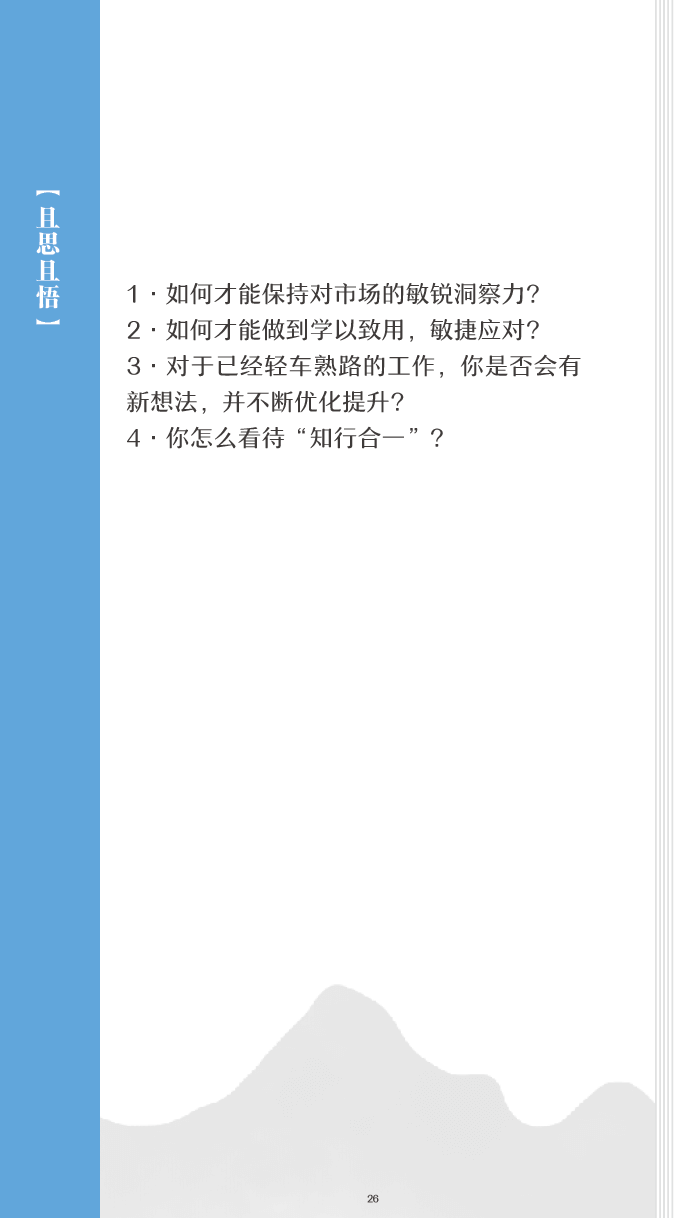 【且思且悟】
1·如何才能保持对市场的敏锐洞察力？
2·如何才能做到学以致用，敏捷应对？
3·对于已经轻车熟路的工作，你是否会有
新想法，并不断优化提升？
4·你怎么看待“知行合一”？
26